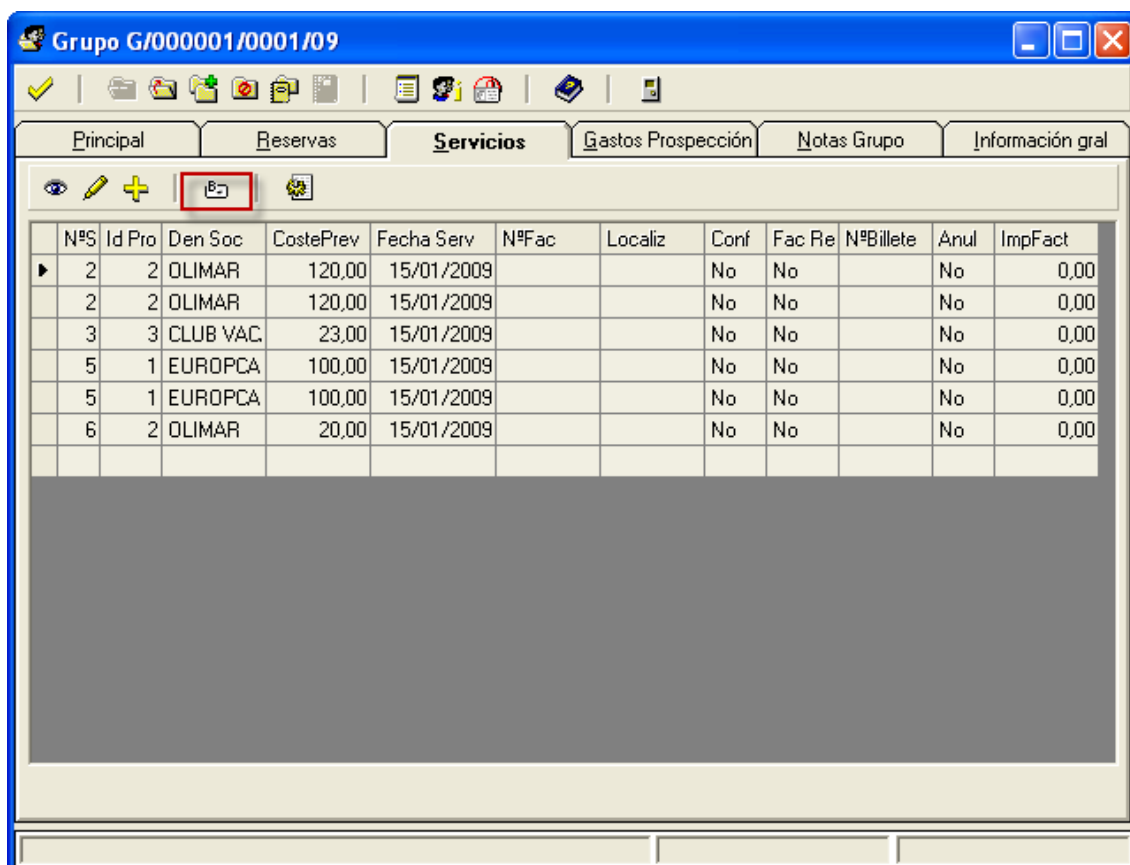 Grupo G/000001/0001/09
Principal Reservas Servicios Gastos Prospección Notas Grupo Información gral
B
NºS Id Pro Den Soc CostePrev Fecha Serv NºFac Localiz Conf Fac Re NºBillete Anul ImpFact
2 2 OLIMAR 120,00 15/01/2009 No No No 0,00
2 2 OLIMAR 120,00 15/01/2009 No No No 0,00
3 3 CLUB VAC. 23,00 15/01/2009 No No No 0,00
5 1 EUROPCA 100,00 15/01/2009 No No No 0,00
5 1 EUROPCA 100,00 15/01/2009 No No No 0,00
6 2 OLIMAR 20,00 15/01/2009 No No No 0,00